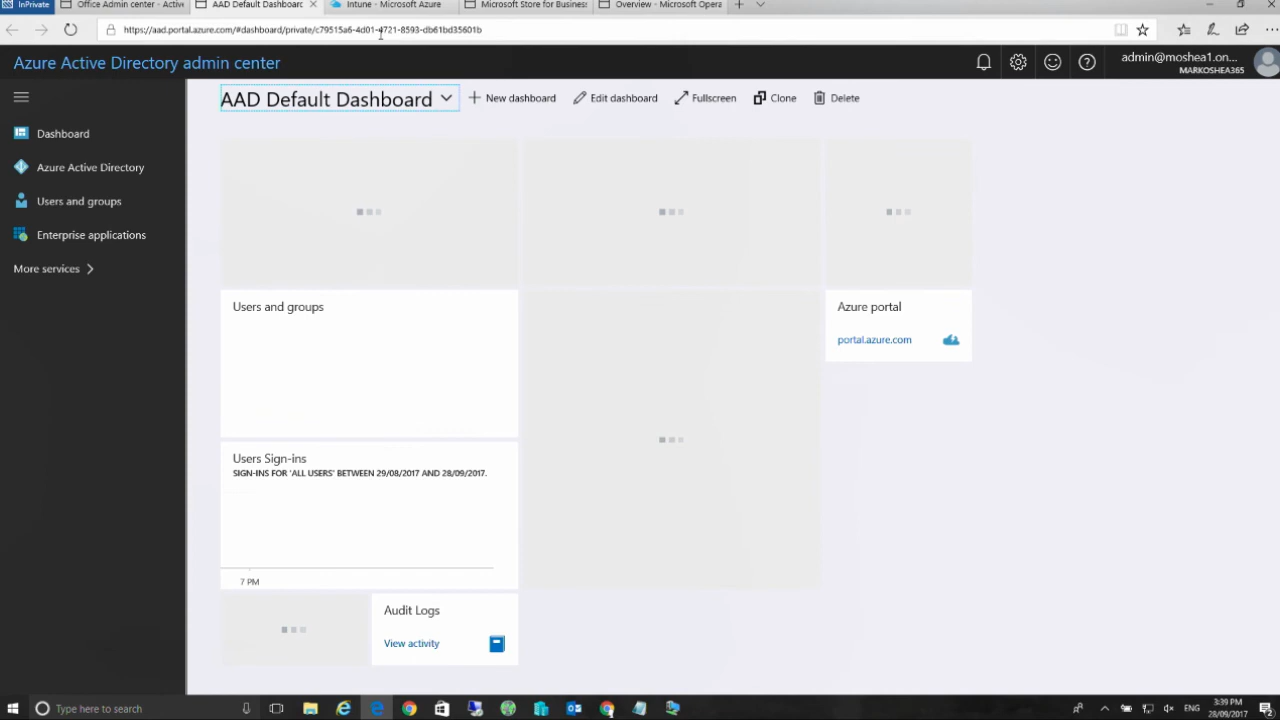 InPrivate
Office Admin center - Active
AAD Default Dashboard
Intune - Microsoft Azure
Microsoft Store for Business
Overview - Microsoft Opera
https://aad.portal.azure.com/#dashboard/private/c79515a6-4d01-4721-8593-db61bd35601b
Azure Active Directory admin center
admin@moshea1.on...
MARKOSHEA365
AAD Default Dashboard
New dashboard
Edit dashboard
Fullscreen
Clone
Delete
Dashboard
Azure Active Directory
Users and groups
Enterprise applications
More services
Users and groups
Azure portal
portal.azure.com
Users Sign-ins
SIGN-INS FOR 'ALL USERS' BETWEEN 29/08/2017 AND 28/09/2017.
7 PM
Audit Logs
View activity
Type here to search
ENG
3:39 PM
28/09/2017